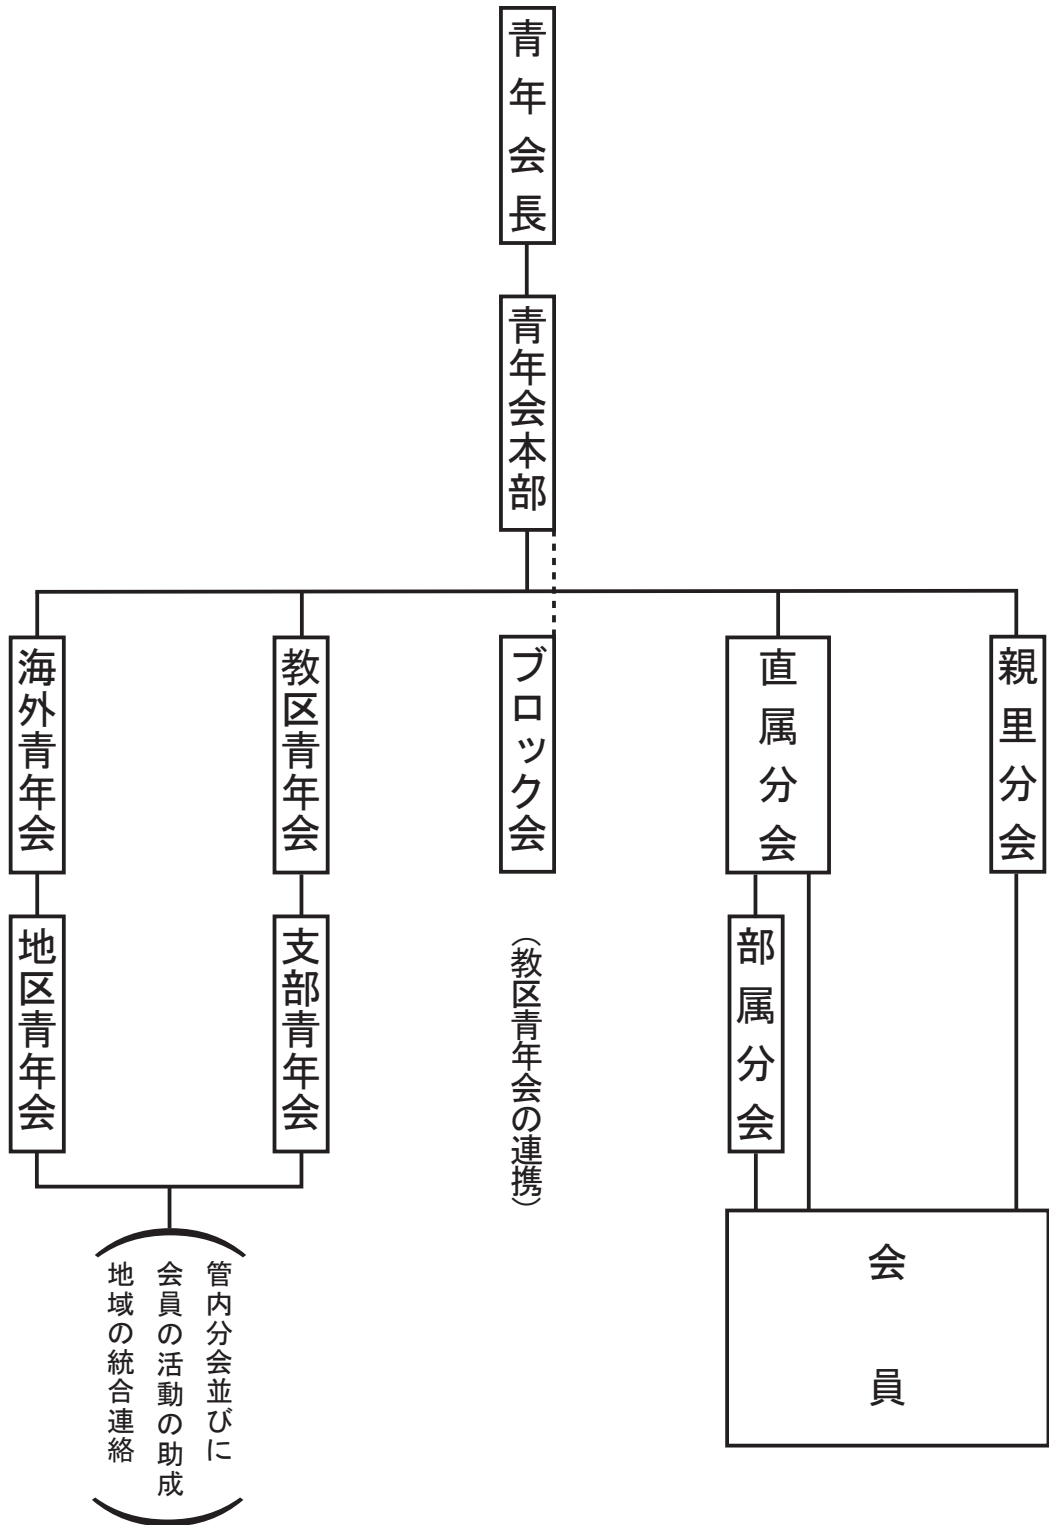 青年会長
青年会本部
親里分会
直属分会
ブロック会
教区青年会
海外青年会
部属分会
(教区青年会の連携)
支部青年会
地区青年会
会員
管内分会並びに
会員の活動の助成
地域の統合連絡